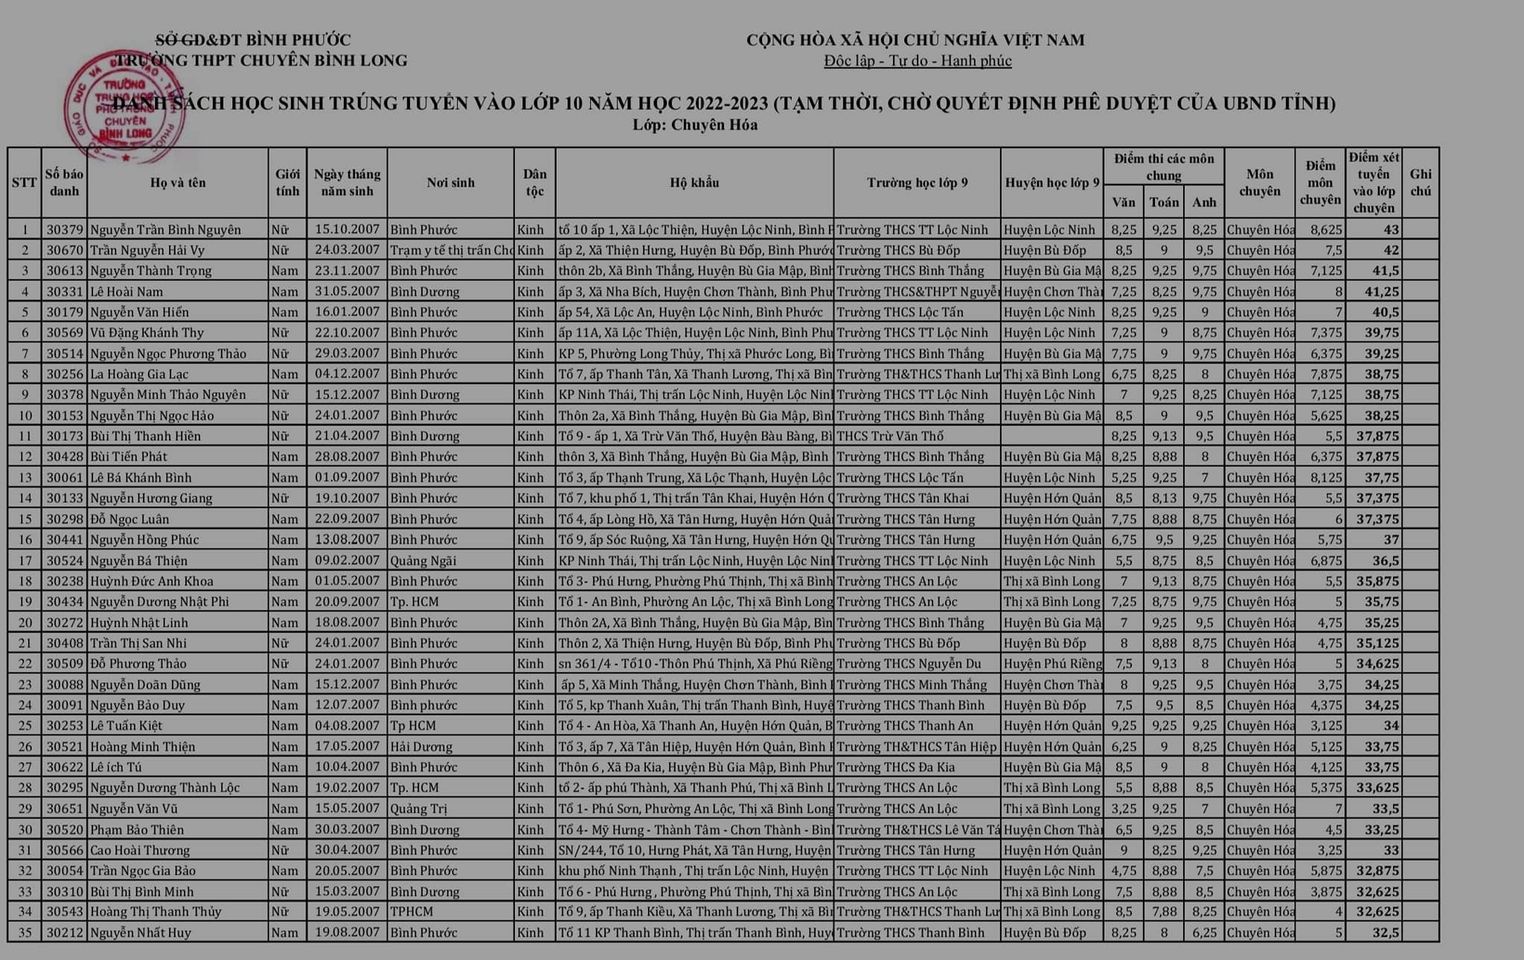 SỞ GD&ĐT BÌNH PHƯỚC
TRƯỜNG THPT CHUYÊN BÌNH LONG
CỘNG HÒA XÃ HỘI CHỦ NGHĨA VIỆT NAM
Độc lập - Tự do - Hạnh phúc
TRƯỜNG
TRUNG HỌC
PHỔ THÔNG
CHUYÊN
BÌNH LONG
DANH SÁCH HỌC SINH TRÚNG TUYỂN VÀO LỚP 10 NĂM HỌC 2022-2023 (TẠM THỜI, CHỜ QUYẾT ĐỊNH PHÊ DUYỆT CỦA UBND TỈNH)
Lớp: Chuyên Hóa
STT Số báo danh Họ và tên Giới tính Ngày tháng năm sinh Nơi sinh Dân tộc Hộ khẩu Trường học lớp 9 Huyện học lớp 9 Điểm thi các môn chung Văn Toán Anh Môn chuyên Điểm môn chuyên Điểm xét tuyển vào lớp chuyên Ghi chú
1 30379 Nguyễn Trần Bình Nguyên Nữ 15.10.2007 Bình Phước Kinh tổ 10 ấp 1, Xã Lộc Thiện, Huyện Lộc Ninh, Bình P Trường THCS TT Lộc Ninh Huyện Lộc Ninh 8,25 9,25 8,25 Chuyên Hóa 8,625 43
2 30670 Trần Nguyễn Hải Vy Nữ 24.03.2007 Trạm y tế thị trấn Chơ Kinh ấp 2, Xã Thiện Hưng, Huyện Bù Đốp, Bình Phước Trường THCS Bù Đốp Huyện Bù Đốp 8,5 9 9,5 Chuyên Hóa 7,5 42
3 30613 Nguyễn Thành Trọng Nam 23.11.2007 Bình Phước Kinh thôn 2b, Xã Bình Thắng, Huyện Bù Gia Mập, Bình Trường THCS Bình Thắng Huyện Bù Gia Mậ 8,25 9,25 9,75 Chuyên Hóa 7,125 41,5
4 30331 Lê Hoài Nam Nam 31.05.2007 Bình Dương Kinh ấp 3, Xã Nha Bích, Huyện Chơn Thành, Bình Phư Trường THCS&THPT Nguyễ Huyện Chơn Thàn 7,25 8,25 9,75 Chuyên Hóa 8 41,25
5 30179 Nguyễn Văn Hiển Nam 16.01.2007 Bình Phước Kinh ấp 54, Xã Lộc An, Huyện Lộc Ninh, Bình Phước Trường THCS Lộc Tấn Huyện Lộc Ninh 8,25 9,25 9 Chuyên Hóa 7 40,5
6 30569 Vũ Đặng Khánh Thy Nữ 22.10.2007 Bình Phước Kinh ấp 11A, Xã Lộc Thiện, Huyện Lộc Ninh, Bình Phu Trường THCS TT Lộc Ninh Huyện Lộc Ninh 7,25 9 8,75 Chuyên Hóa 7,375 39,75
7 30514 Nguyễn Ngọc Phương Thảo Nữ 29.03.2007 Bình Phước Kinh KP 5, Phường Long Thủy, Thị xã Phước Long, Bì Trường THCS Bình Thắng Huyện Bù Gia Mậ 7,75 9 9,75 Chuyên Hóa 6,375 39,25
8 30256 La Hoàng Gia Lạc Nam 04.12.2007 Bình Phước Kinh Tổ 7, ấp Thanh Tân, Xã Thanh Lương, Thị xã Bìn Trường TH&THCS Thanh Lư Thị xã Bình Long 6,75 8,25 8 Chuyên Hóa 7,875 38,75
9 30378 Nguyễn Minh Thảo Nguyên Nữ 15.12.2007 Bình Dương Kinh KP Ninh Thái, Thị trấn Lộc Ninh, Huyện Lộc Ninh Trường THCS TT Lộc Ninh Huyện Lộc Ninh 7 9,25 8,25 Chuyên Hóa 7,125 38,75
10 30153 Nguyễn Thị Ngọc Hảo Nữ 24.01.2007 Bình Phước Kinh Thôn 2a, Xã Bình Thắng, Huyện Bù Gia Mập, Bình Trường THCS Bình Thắng Huyện Bù Gia Mậ 8,5 9 9,5 Chuyên Hóa 5,625 38,25
11 30173 Bùi Thị Thanh Hiền Nữ 21.04.2007 Bình Dương Kinh Tổ 9 - ấp 1, Xã Trừ Văn Thố, Huyện Bàu Bàng, Bì THCS Trừ Văn Thố 8,25 9,13 9,5 Chuyên Hóa 5,5 37,875
12 30428 Bùi Tiến Phát Nam 28.08.2007 Bình Phước Kinh thôn 3, Xã Bình Thắng, Huyện Bù Gia Mập, Bình Trường THCS Bình Thắng Huyện Bù Gia Mậ 8,25 8,88 8 Chuyên Hóa 6,375 37,875
13 30061 Lê Bá Khánh Bình Nam 01.09.2007 Bình Phước Kinh Tổ 3, ấp Thạnh Trung, Xã Lộc Thạnh, Huyện Lộc Trường THCS Lộc Tấn Huyện Lộc Ninh 5,25 9,25 7 Chuyên Hóa 8,125 37,75
14 30133 Nguyễn Hương Giang Nữ 19.10.2007 Bình Phước Kinh Tổ 7, khu phố 1, Thị trấn Tân Khai, Huyện Hớn Q Trường THCS Tân Khai Huyện Hớn Quản 8,5 8,13 9,75 Chuyên Hóa 5,5 37,375
15 30298 Đỗ Ngọc Luân Nam 22.09.2007 Bình Phước Kinh Tổ 4, ấp Lòng Hồ, Xã Tân Hưng, Huyện Hớn Quản Trường THCS Tân Hưng Huyện Hớn Quản 7,75 8,88 8,75 Chuyên Hóa 6 37,375
16 30441 Nguyễn Hồng Phúc Nam 13.08.2007 Bình Phước Kinh Tổ 9, ấp Sóc Ruộng, Xã Tân Hưng, Huyện Hớn Qu Trường THCS Tân Hưng Huyện Hớn Quản 6,75 9,5 9,25 Chuyên Hóa 5,75 37
17 30524 Nguyễn Bá Thiện Nam 09.02.2007 Quảng Ngãi Kinh KP Ninh Thái, Thị trấn Lộc Ninh, Huyện Lộc Ninh Trường THCS TT Lộc Ninh Huyện Lộc Ninh 5,5 8,75 8,5 Chuyên Hóa 6,875 36,5
18 30238 Huỳnh Đức Anh Khoa Nam 01.05.2007 Bình Phước Kinh Tổ 3- Phú Hưng, Phường Phú Thịnh, Thị xã Bình Trường THCS An Lộc Thị xã Bình Long 7 9,13 8,75 Chuyên Hóa 5,5 35,875
19 30434 Nguyễn Dương Nhật Phi Nam 20.09.2007 Tp. HCM Kinh Tổ 1- An Bình, Phường An Lộc, Thị xã Bình Long Trường THCS An Lộc Thị xã Bình Long 7,25 8,75 9,75 Chuyên Hóa 5 35,75
20 30272 Huỳnh Nhật Linh Nam 18.08.2007 Bình Phước Kinh Thôn 2A, Xã Bình Thắng, Huyện Bù Gia Mập, Bìn Trường THCS Bình Thắng Huyện Bù Gia Mậ 7 9,25 9,5 Chuyên Hóa 4,75 35,25
21 30408 Trần Thị San Nhi Nữ 24.01.2007 Bình Phước Kinh Thôn 2, Xã Thiện Hưng, Huyện Bù Đốp, Bình Phu Trường THCS Bù Đốp Huyện Bù Đốp 8 8,88 8,75 Chuyên Hóa 4,75 35,125
22 30509 Đỗ Phương Thảo Nữ 24.01.2007 Bình Phước Kinh sn 361/4 - Tổ10 -Thôn Phú Thịnh, Xã Phú Riềng Trường THCS Nguyễn Du Huyện Phú Riềng 7,5 9,13 8 Chuyên Hóa 5 34,625
23 30088 Nguyễn Doãn Dũng Nam 15.12.2007 Bình Phước Kinh ấp 5, Xã Minh Thắng, Huyện Chơn Thành, Bình P Trường THCS Minh Thắng Huyện Chơn Thàn 8 9,25 9,5 Chuyên Hóa 3,75 34,25
24 30091 Nguyễn Bảo Duy Nam 12.07.2007 Bình phước Kinh Tổ 5, kp Thanh Xuân, Thị trấn Thanh Bình, Huyệ Trường THCS Thanh Bình Huyện Bù Đốp 7,5 9,5 8,5 Chuyên Hóa 4,375 34,25
25 30253 Lê Tuấn Kiệt Nam 04.08.2007 Tp HCM Kinh Tổ 4 - An Hòa, Xã Thanh An, Huyện Hớn Quản, B Trường THCS Thanh An Huyện Hớn Quản 9,25 9,25 9,25 Chuyên Hóa 3,125 34
26 30521 Hoàng Minh Thiện Nam 17.05.2007 Hải Dương Kinh Tổ 3, ấp 7, Xã Tân Hiệp, Huyện Hớn Quản, Bình P Trường TH&THCS Tân Hiệp Huyện Hớn Quản 6,25 9 8,25 Chuyên Hóa 5,125 33,75
27 30622 Lê ích Tú Nam 10.04.2007 Bình Phước Kinh Thôn 6 , Xã Đa Kia, Huyện Bù Gia Mập, Bình Phư Trường THCS Đa Kia Huyện Bù Gia Mậ 8,5 9 8 Chuyên Hóa 4,125 33,75
28 30295 Nguyễn Dương Thành Lộc Nam 19.02.2007 Tp. HCM Kinh tổ 2- ấp phú Thành, Xã Thanh Phú, Thị xã Bình L Trường THCS An Lộc Thị xã Bình Long 5,5 8,88 8,5 Chuyên Hóa 5,375 33,625
29 30651 Nguyễn Văn Vũ Nam 15.05.2007 Quảng Trị Kinh Tổ 1- Phú Sơn, Phường An Lộc, Thị xã Bình Long Trường THCS An Lộc Thị xã Bình Long 3,25 9,25 7 Chuyên Hóa 7 33,5
30 30520 Phạm Bảo Thiên Nam 30.03.2007 Bình Dương Kinh Tổ 4- Mỹ Hưng - Thành Tâm - Chơn Thành - Bình Trường TH&THCS Lê Văn Tá Huyện Chơn Thàn 6,5 9,25 8,5 Chuyên Hóa 4,5 33,25
31 30566 Cao Hoài Thương Nữ 30.04.2007 Bình Phước Kinh SN/244, Tổ 10, Hưng Phát, Xã Tân Hưng, Huyện Trường THCS Tân Hưng Huyện Hớn Quản 9 8,25 9,25 Chuyên Hóa 3,25 33
32 30054 Trần Ngọc Gia Bảo Nam 20.05.2007 Bình Phước Kinh khu phố Ninh Thạnh , Thị trấn Lộc Ninh, Huyện Trường THCS TT Lộc Ninh Huyện Lộc Ninh 4,75 8,88 7,5 Chuyên Hóa 5,875 32,875
33 30310 Bùi Thị Bình Minh Nữ 15.03.2007 Bình Dương Kinh Tổ 6 - Phú Hưng , Phường Phú Thịnh, Thị xã Bìn Trường THCS An Lộc Thị xã Bình Long 7,5 8,88 8,5 Chuyên Hóa 3,875 32,625
34 30543 Hoàng Thị Thanh Thủy Nữ 19.05.2007 TPHCM Kinh Tổ 9, ấp Thanh Kiều, Xã Thanh Lương, Thị xã Bìn Trường TH&THCS Thanh Lư Thị xã Bình Long 8,5 7,88 8,25 Chuyên Hóa 4 32,625
35 30212 Nguyễn Nhất Huy Nam 19.08.2007 Bình Phước Kinh Tổ 11 KP Thanh Bình, Thị trấn Thanh Bình, Huyệ Trường THCS Thanh Bình Huyện Bù Đốp 8,25 8 6,25 Chuyên Hóa 5 32,5